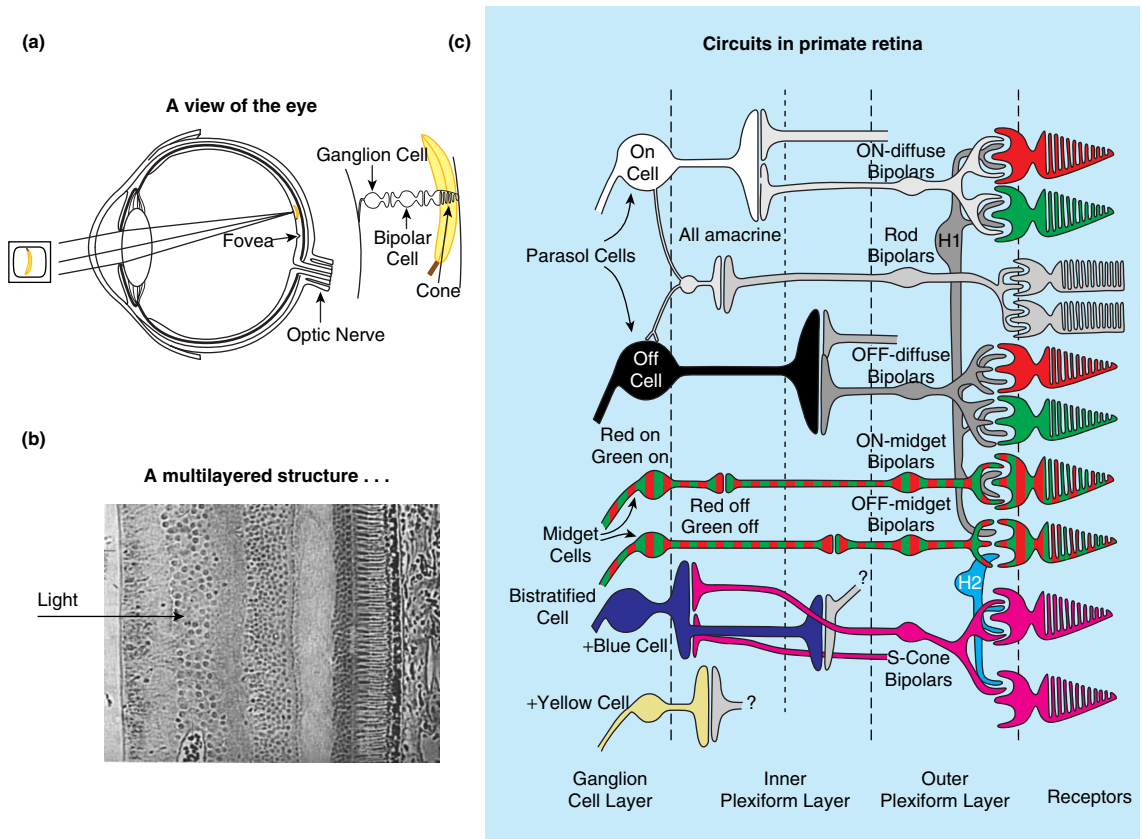 (a)
A view of the eye
Ganglion Cell
Fovea
Bipolar
Cell
Cone
Optic Nerve
(b)
A multilayered structure . . .
Light
(c)
Circuits in primate retina
On
Cell
ON-diffuse
Bipolars
Parasol Cells
All amacrine
Rod
Bipolars
H1
Off
Cell
OFF-diffuse
Bipolars
Red on
Green on
ON-midget
Bipolars
Red off
Green off
OFF-midget
Bipolars
Midget
Cells
Bistratified
Cell
?
H2
+Blue Cell
S-Cone
Bipolars
+Yellow Cell
?
Ganglion
Cell Layer
Inner
Plexiform Layer
Outer
Plexiform Layer
Receptors